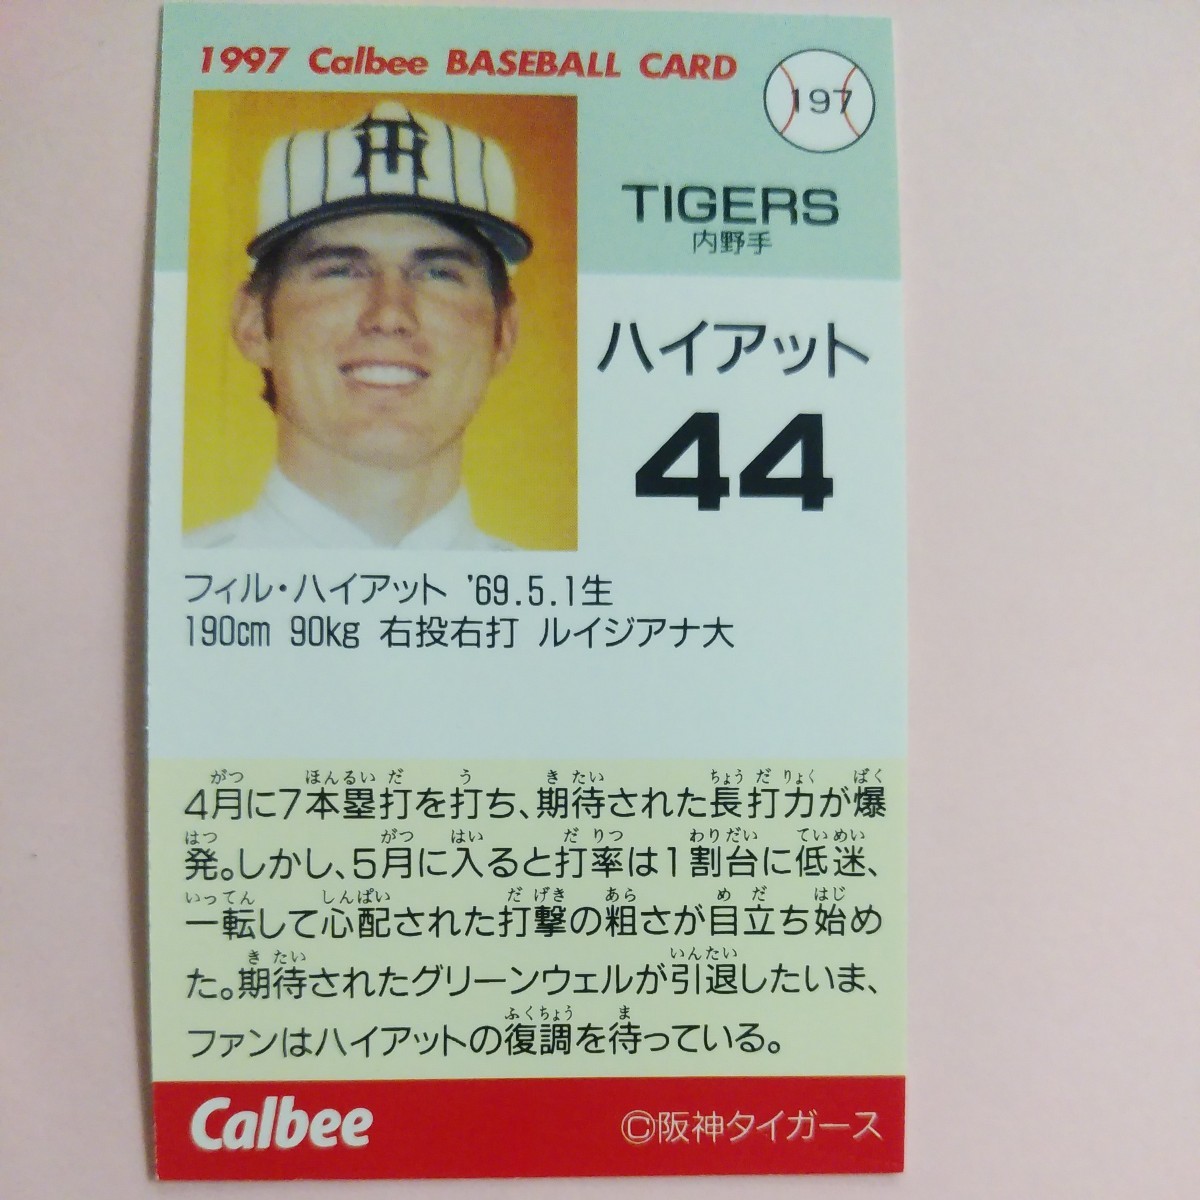 1997 Calbee BASEBALL CARD
197
TH
TIGERS
内野手
ハイアット
44
フィル・ハイアット '69.5.1生
190cm 90kg 右投右打 ルイジアナ大
がつ ほんるい だ う き たい ちょう だ りょく ばく
4月に7本塁打を打ち、期待された長打力が爆
はつ がつ はい だ りつ わりだい ていめい
発。しかし、5月に入ると打率は1割台に低迷、
いってん しんぱい だ げき あら め だ はじ
一転して心配された打撃の粗さが目立ち始め
き たい いんたい
た。期待されたグリーンウェルが引退したいま、
ふくちょう ま
ファンはハイアットの復調を待っている。
Calbee
©阪神タイガース